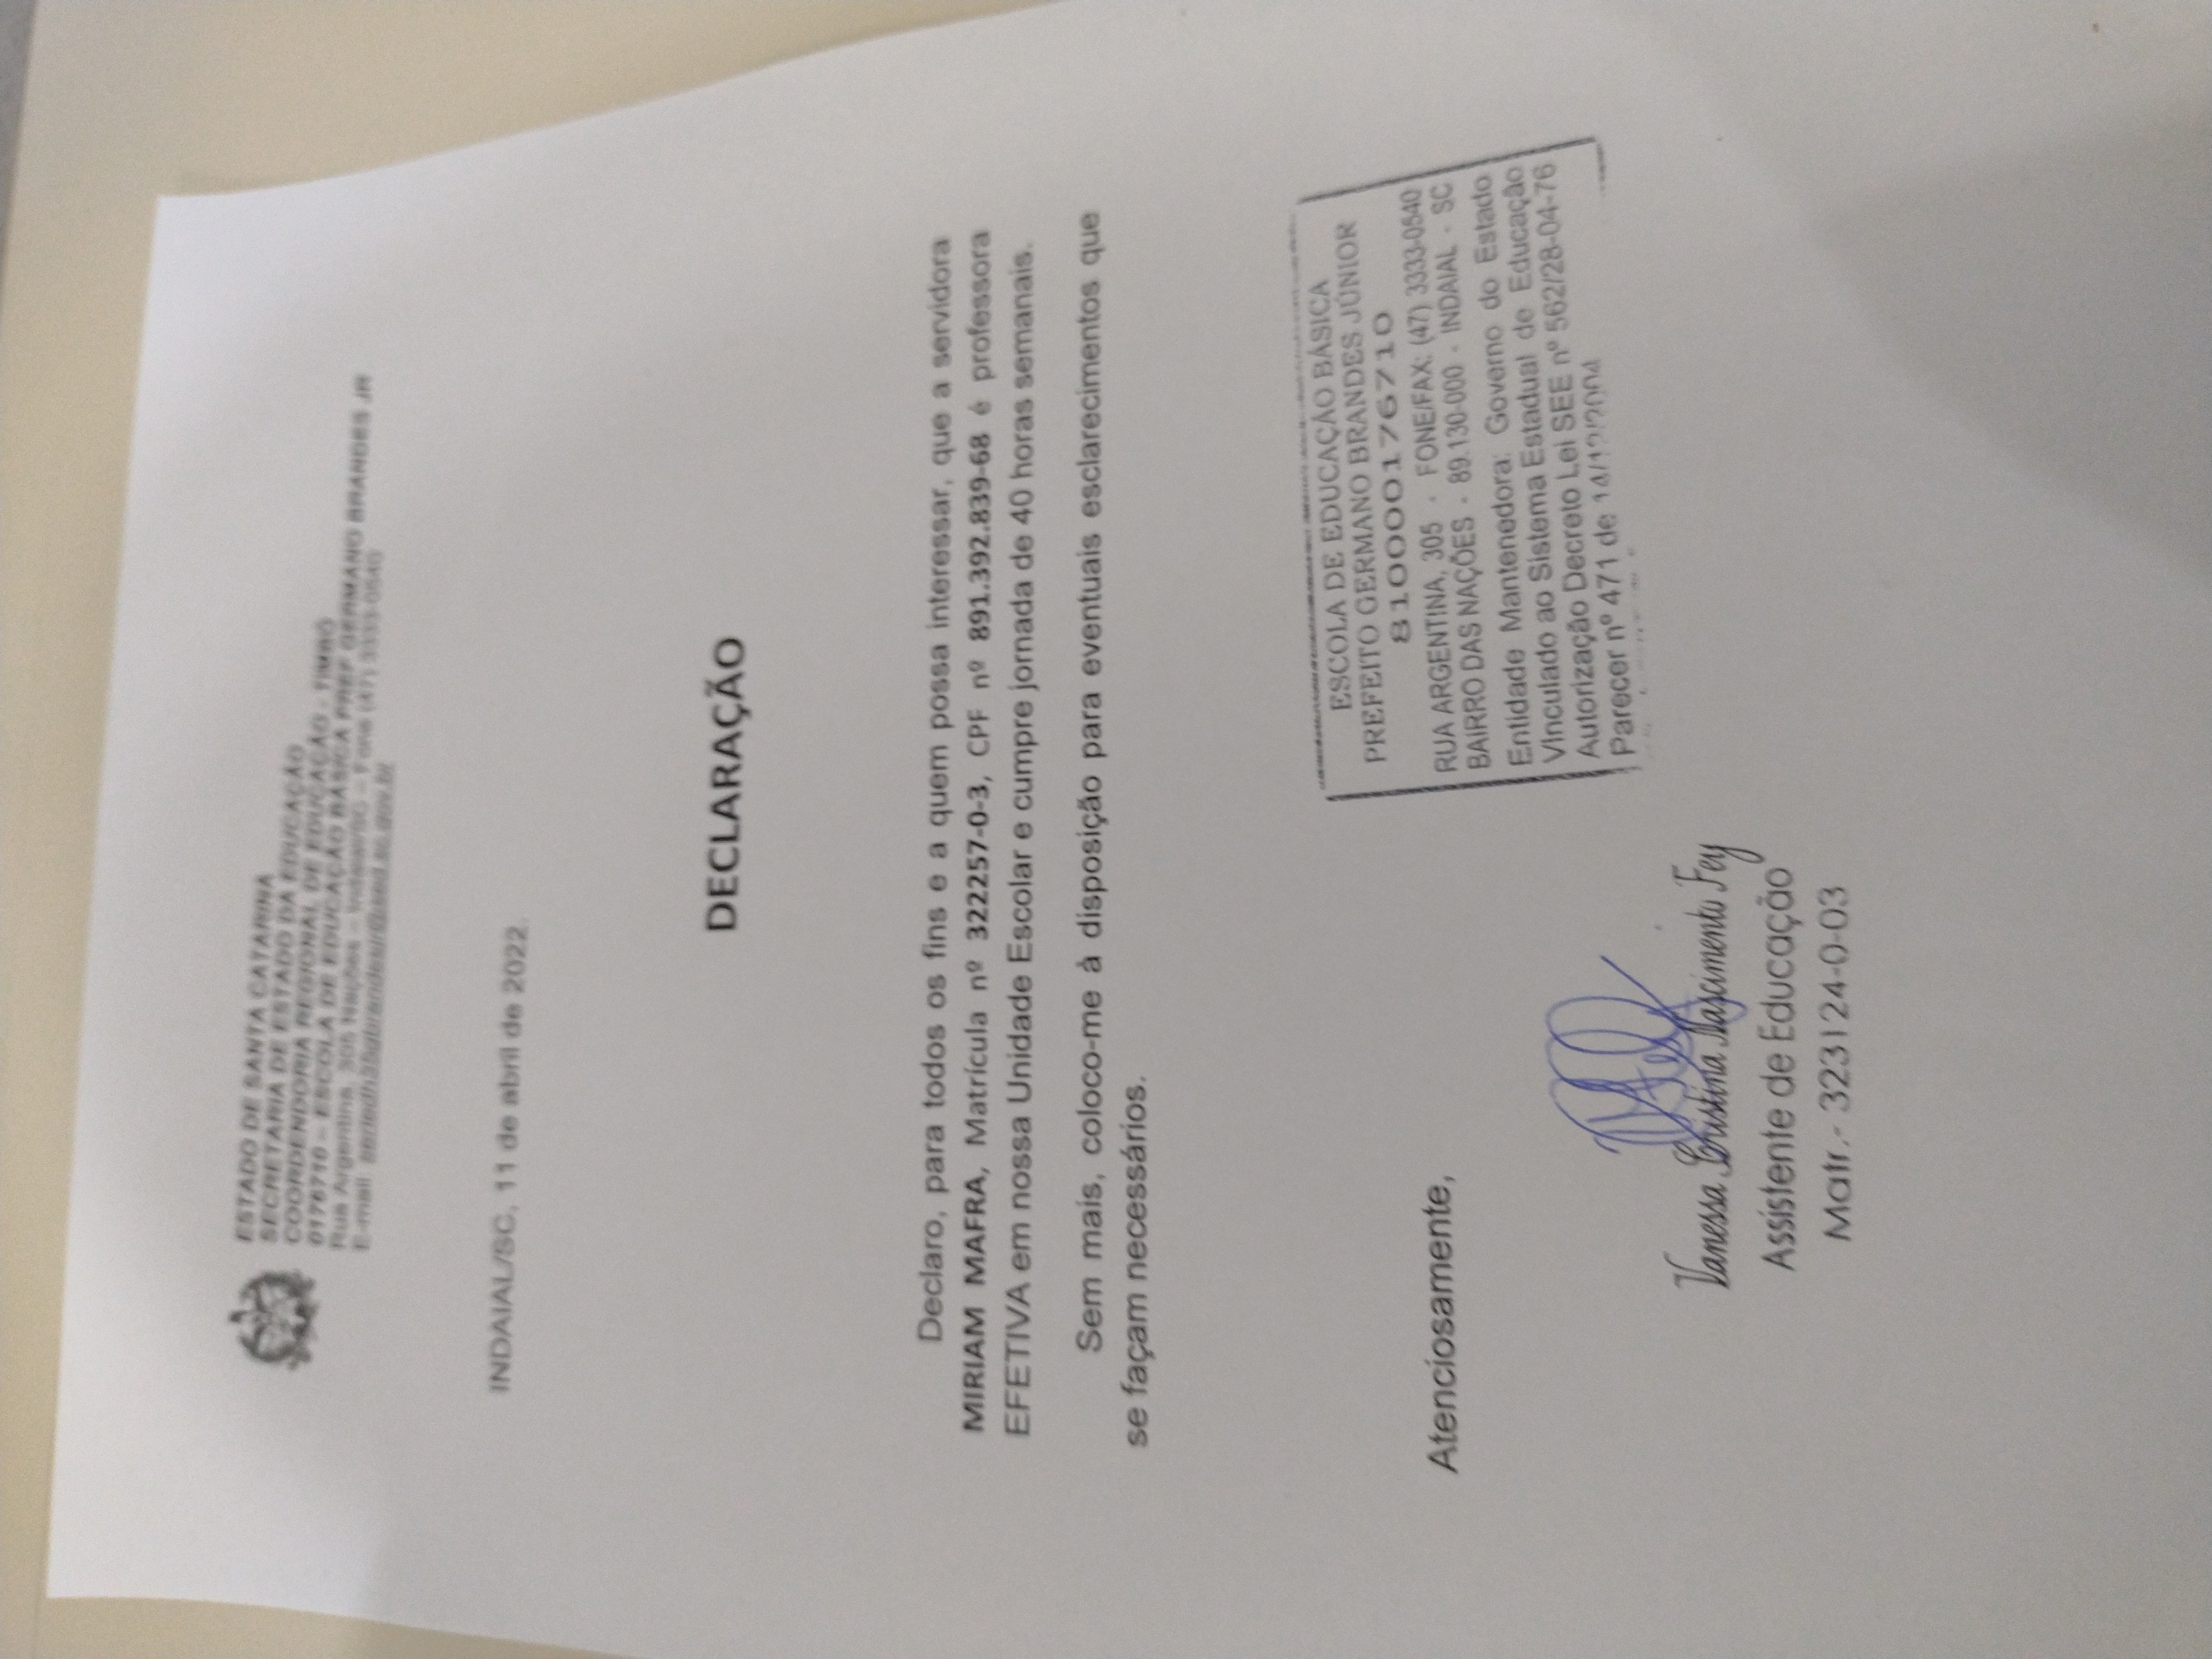 ESTADO DE SANTA CATARINA
SECRETARIA DE ESTADO DA EDUCAÇÃO
COORDENDORIA REGIONAL DE EDUCAÇÃO - TIMBÓ
0176710 – ESCOLA DE EDUCAÇÃO BÁSICA PREF GERMANO BRANDES JR
Rua Argentina, 305 Nações – Indaial/SC – Fone (47) 3333-0540
E-mail:
INDAIAL/SC, 11 de abril de 2022.
DECLARAÇÃO
Declaro, para todos os fins e a quem possa interessar, que a servidora
MIRIAM MAFRA, Matrícula nº 322257-0-3, CPF nº 891.392.839-68 é professora
EFETIVA em nossa Unidade Escolar e cumpre jornada de 40 horas semanais.
Sem mais, coloco-me à disposição para eventuais esclarecimentos que
se façam necessários.
ESCOLA DE EDUCAÇÃO BÁSICA
PREFEITO GERMANO BRANDES JÚNIOR
810000176710
RUA ARGENTINA, 305 - FONE/FAX: (47) 3333-0540
BAIRRO DAS NAÇÕES - 89.130-000 - INDAIAL - SC
Entidade Mantenedora: Governo do Estado
Vinculado ao Sistema Estadual de Educação
Autorização Decreto Lei SEE nº 562/28-04-76
Parecer nº 471 de 14/12/2004
Atenciosamente,
Vanessa Cristina Nascimento Fey
Assistente de Educação
Matr.- 323124-0-03